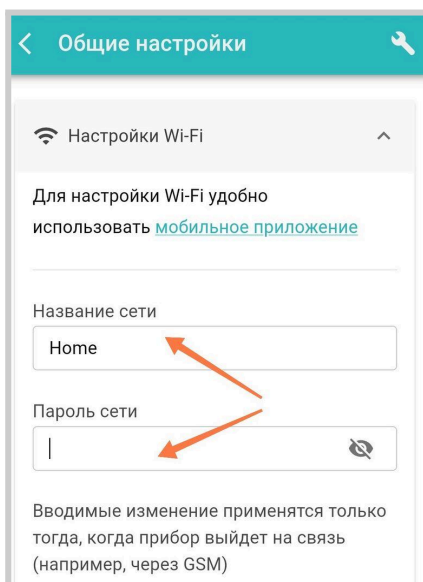 Общие настройки
Настройки Wi-Fi
Для настройки Wi-Fi удобно
использовать мобильное приложение
Название сети
Home
Пароль сети
Вводимые изменение применятся только
тогда, когда прибор выйдет на связь
(например, через GSM)